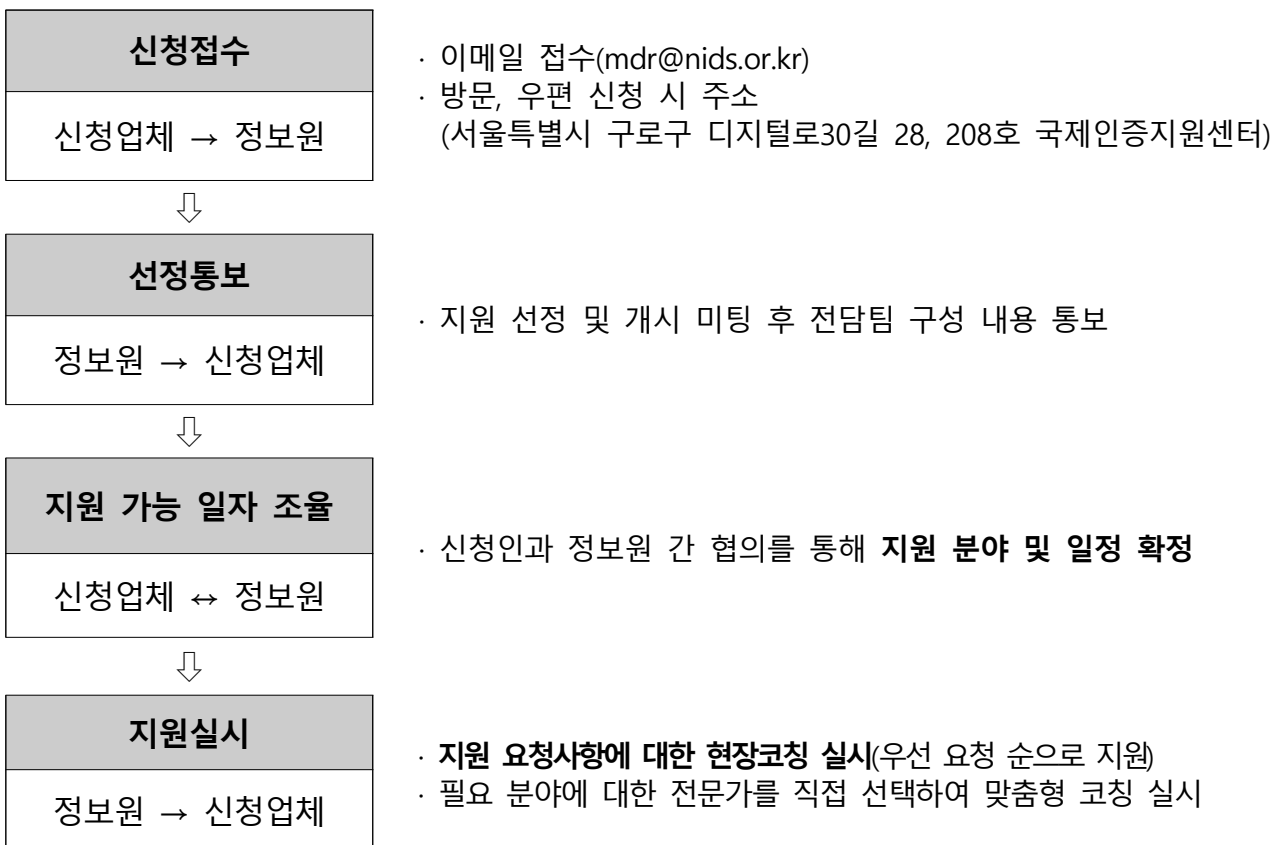 신청접수
신청업체 → 정보원
· 이메일 접수(mdr@nids.or.kr)
· 방문, 우편 신청 시 주소
(서울특별시 구로구 디지털로30길 28, 208호 국제인증지원센터)
⇩
선정통보
정보원 → 신청업체
· 지원 선정 및 개시 미팅 후 전담팀 구성 내용 통보
⇩
지원 가능 일자 조율
신청업체 ↔ 정보원
· 신청인과 정보원 간 협의를 통해 지원 분야 및 일정 확정
⇩
지원실시
정보원 → 신청업체
· 지원 요청사항에 대한 현장코칭 실시(우선 요청 순으로 지원)
· 필요 분야에 대한 전문가를 직접 선택하여 맞춤형 코칭 실시